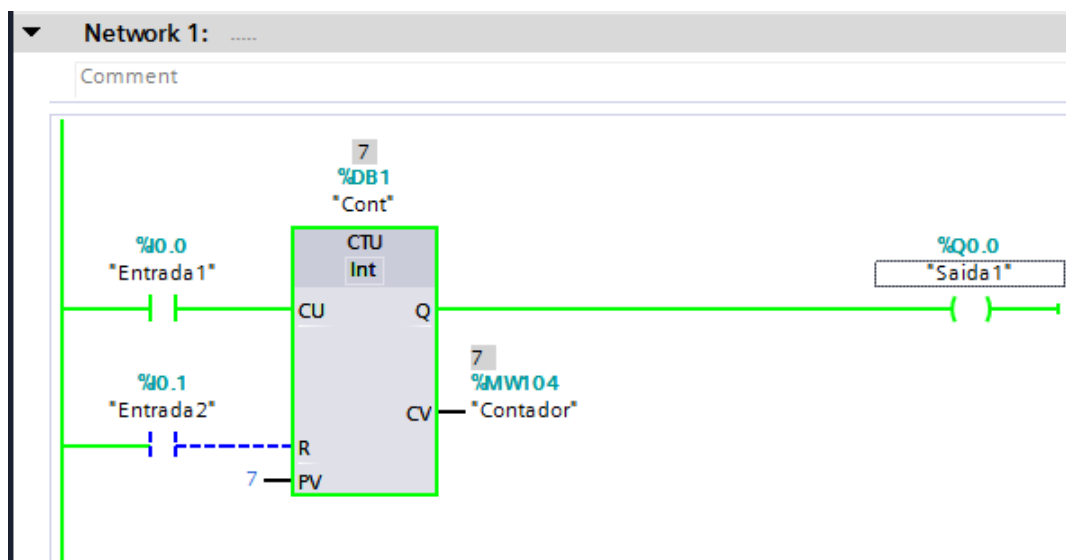 Network 1: .....
Comment
7
%DB1
"Cont"
CTU
Int
%I0.0
"Entrada1"
CU
Q
%Q0.0
"Saida1"
7
%MW104
"Contador"
CV
%I0.1
"Entrada2"
R
7
PV